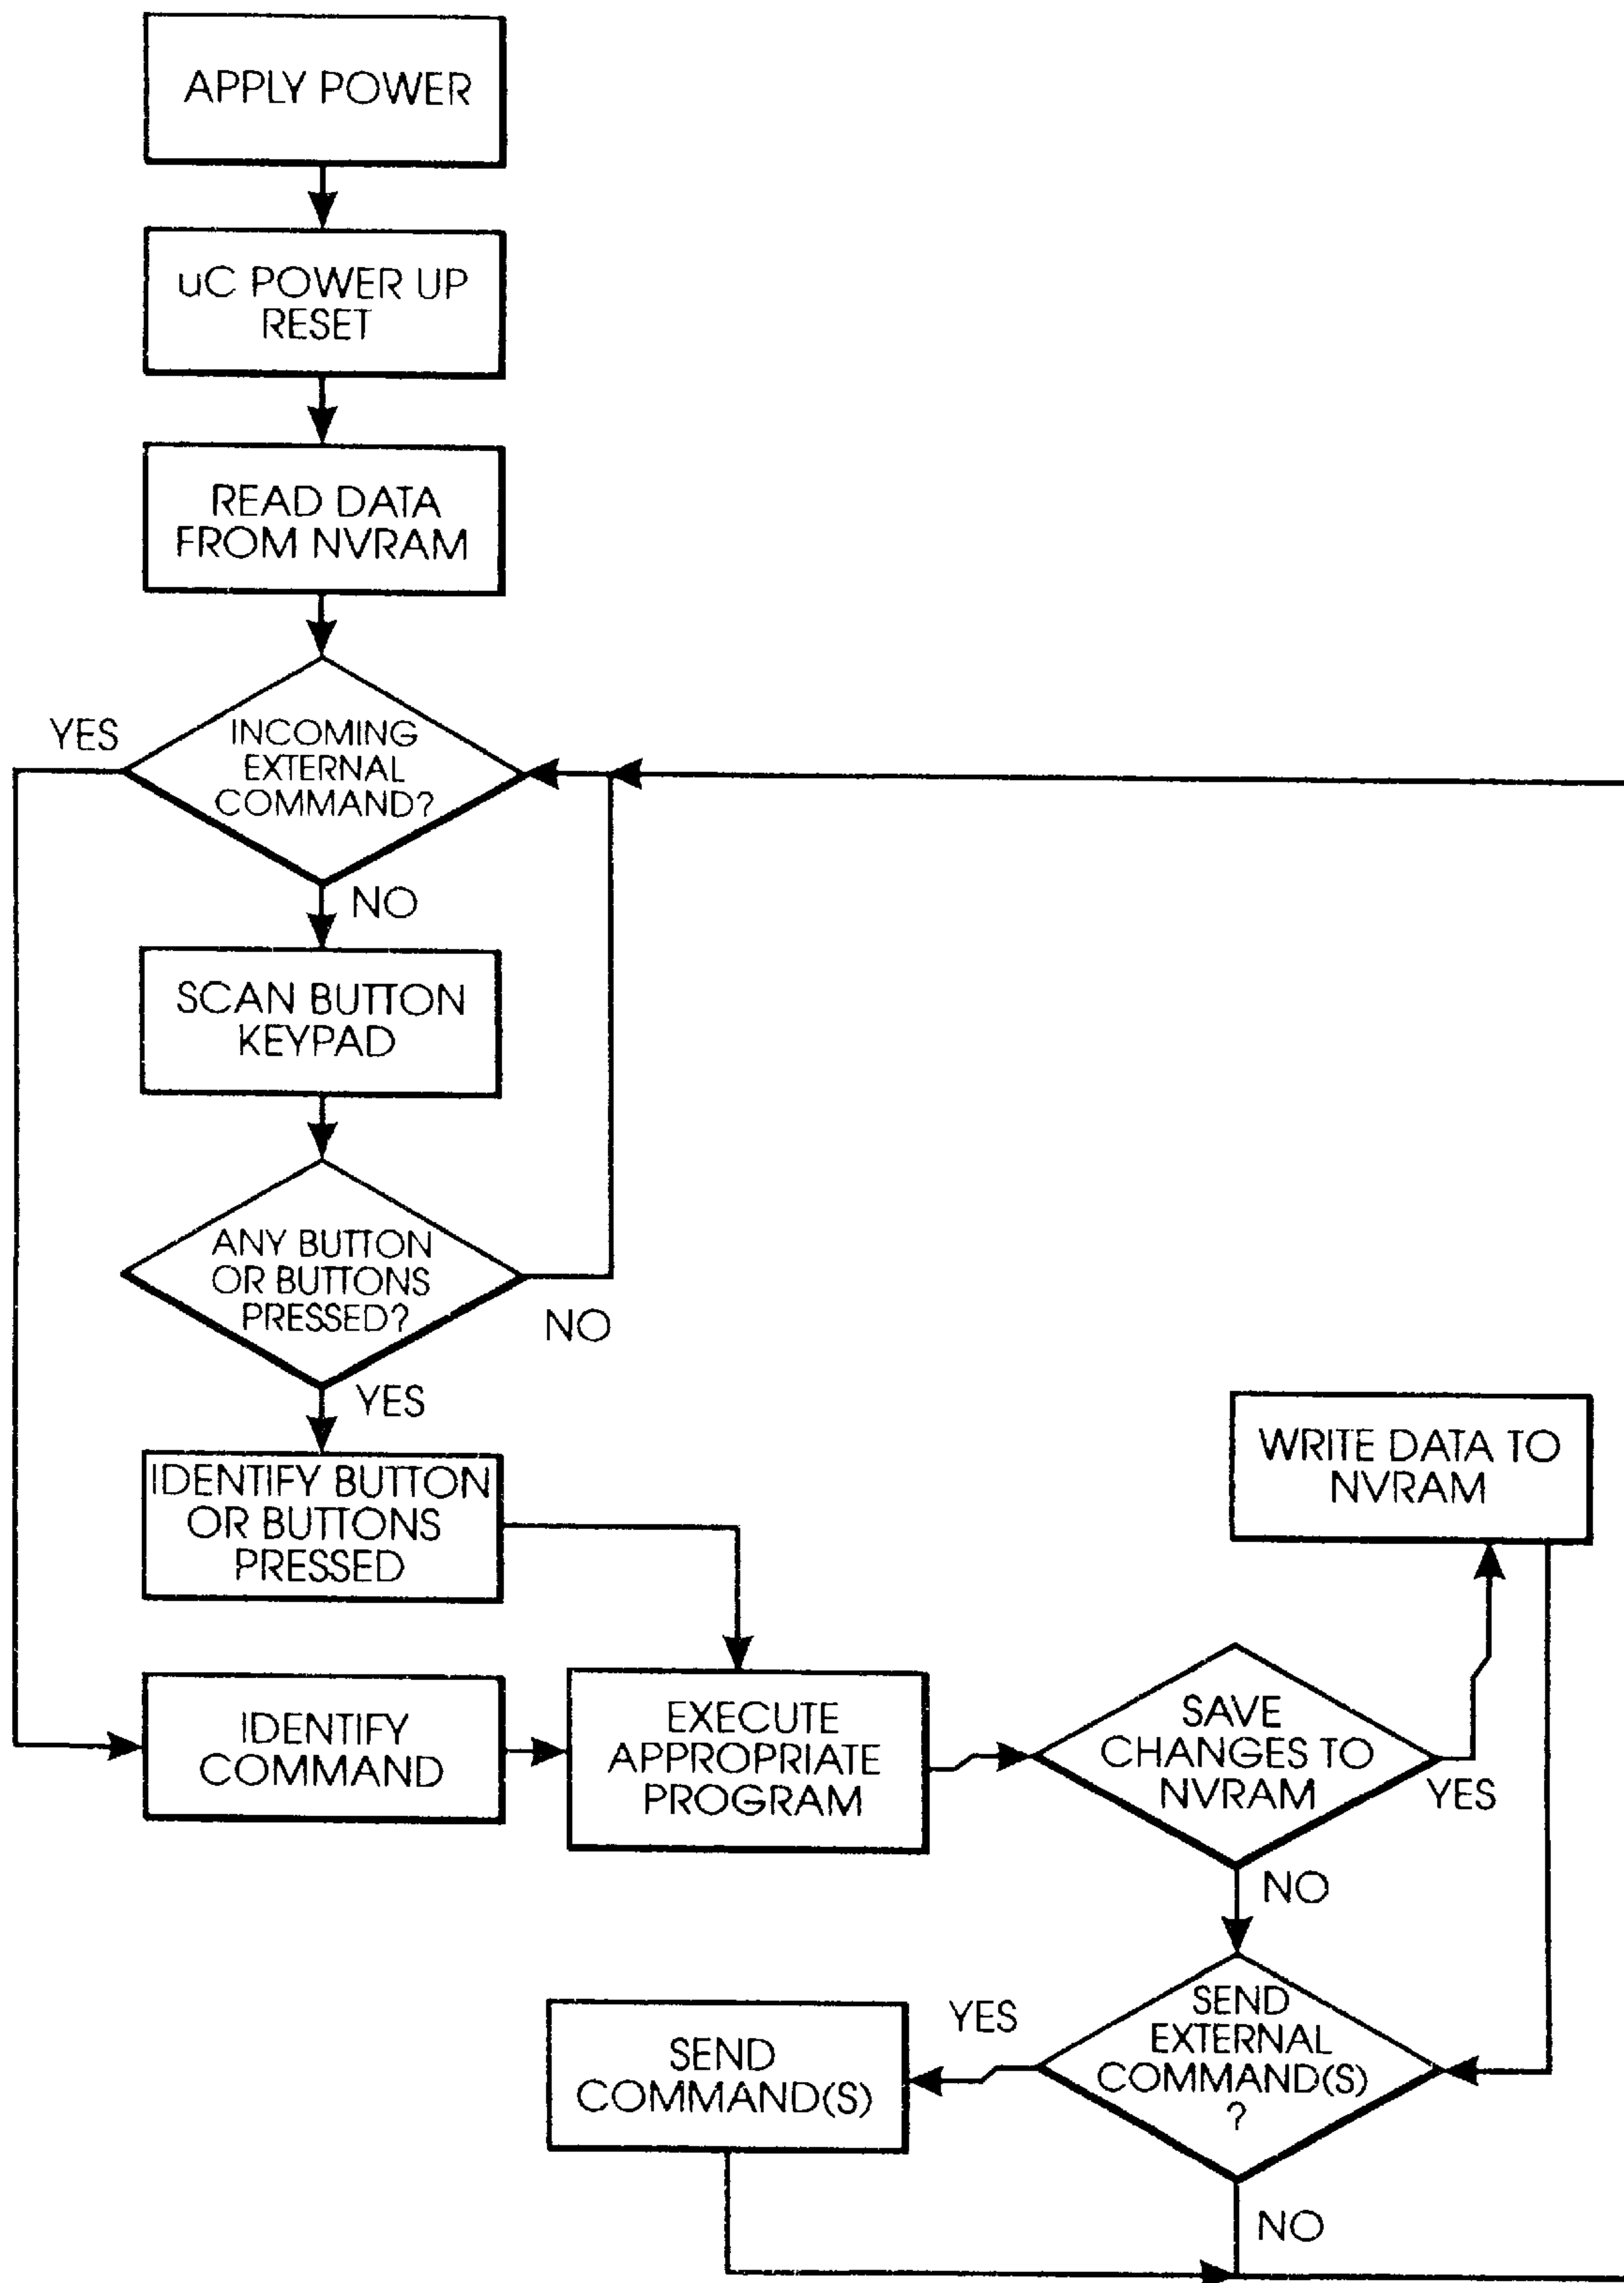 APPLY POWER
uC POWER UP
RESET
READ DATA
FROM NVRAM
YES
INCOMING
EXTERNAL
COMMAND?
NO
SCAN BUTTON
KEYPAD
ANY BUTTON
OR BUTTONS
PRESSED?
NO
YES
IDENTIFY BUTTON
OR BUTTONS
PRESSED
WRITE DATA TO
NVRAM
IDENTIFY
COMMAND
EXECUTE
APPROPRIATE
PROGRAM
SAVE
CHANGES TO
NVRAM
YES
NO
SEND
EXTERNAL
COMMAND(S)
?
YES
SEND
COMMAND(S)
NO